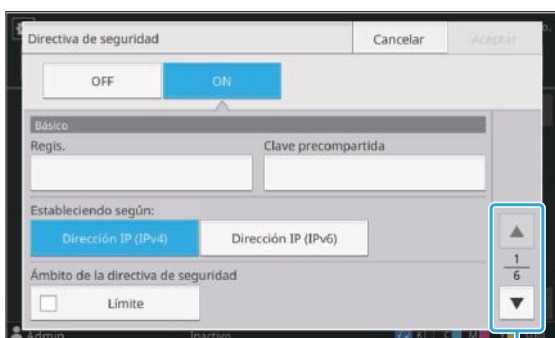 Directiva de seguridad
Cancelar
Aceptar
OFF
ON
Básico
Regis.
Clave precompartida
Estableciendo según:
Dirección IP (IPv4)
Dirección IP (IPv6)
Ámbito de la directiva de seguridad
Límite
1
6
Admin
Inactivo